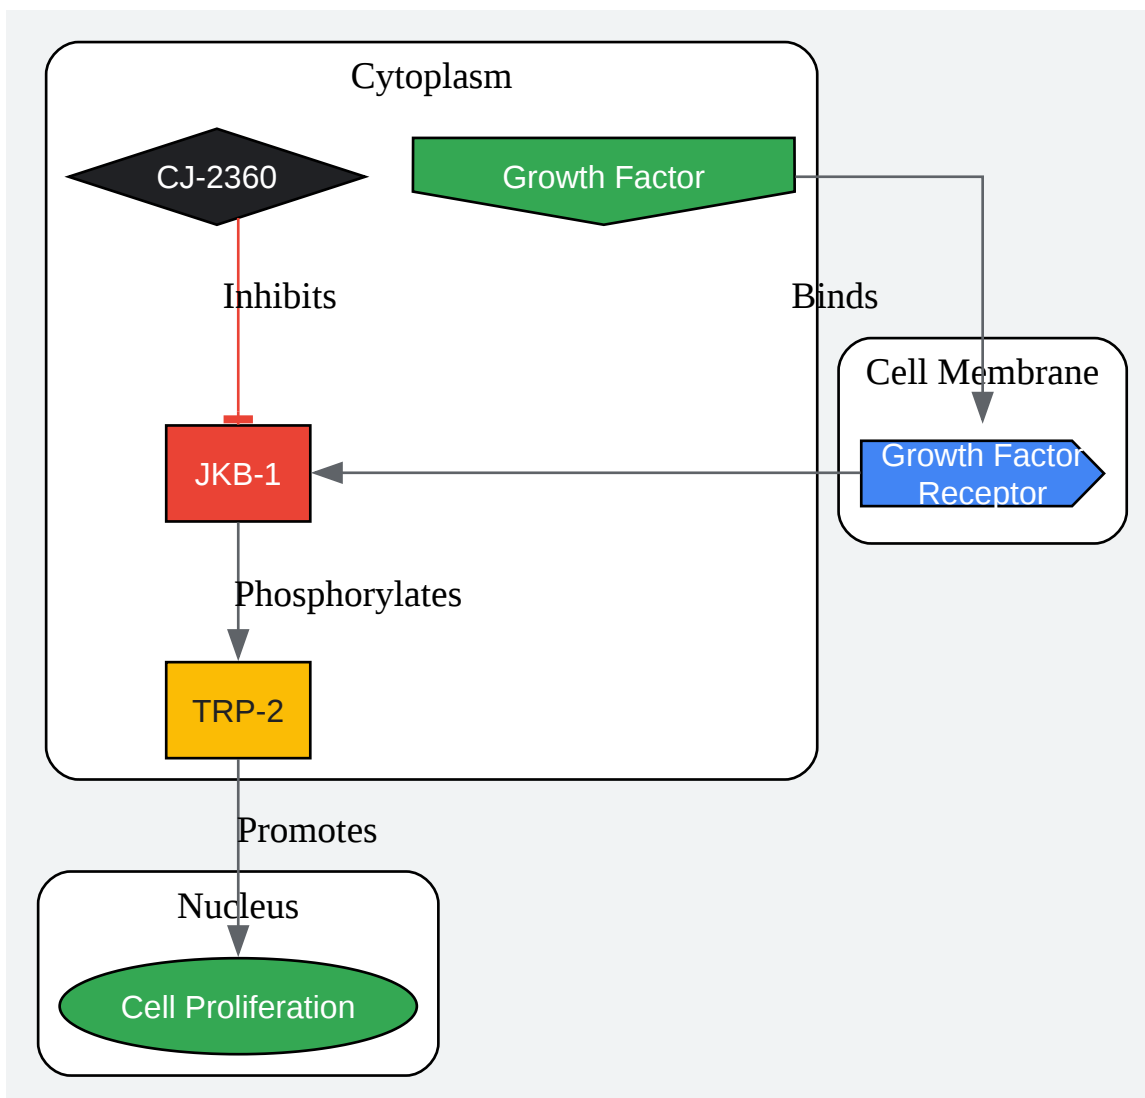 Cytoplasm
CJ-2360
Growth Factor
Inhibits
Binds
Cell Membrane
Growth Factor
Receptor
JKB-1
Phosphorylates
TRP-2
Promotes
Nucleus
Cell Proliferation